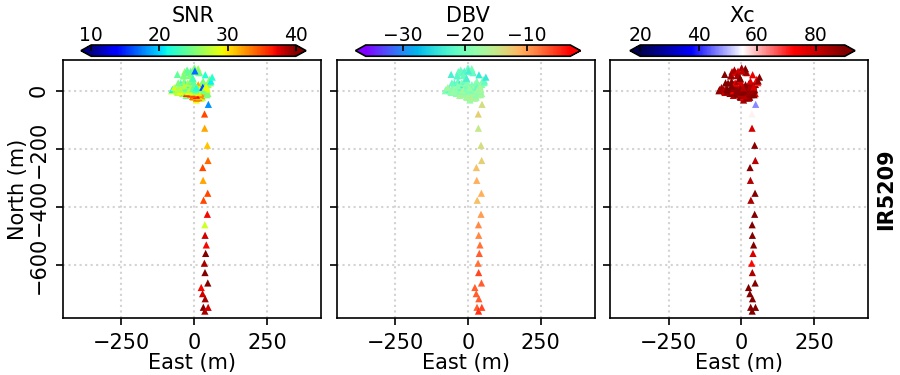 SNR DBV Xc
10 20 30 40 −30 −20 −10 20 40 60 80
0
−200
−400
−600
North (m)
IR5209
−250 0 250 −250 0 250 −250 0 250
East (m) East (m) East (m)